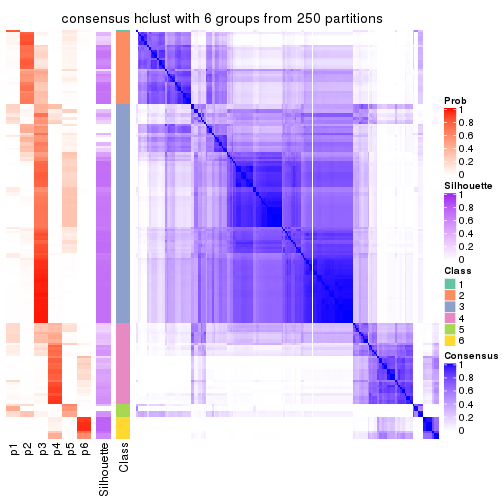 consensus hclust with 6 groups from 250 partitions
Prob
1
0.8
0.6
0.4
0.2
0
Silhouette
1
0.8
0.6
0.4
0.2
0
Class
1
2
3
4
5
6
Consensus
1
0.8
0.6
0.4
0.2
0
p1
p2
p3
p4
p5
p6
Silhouette
Class